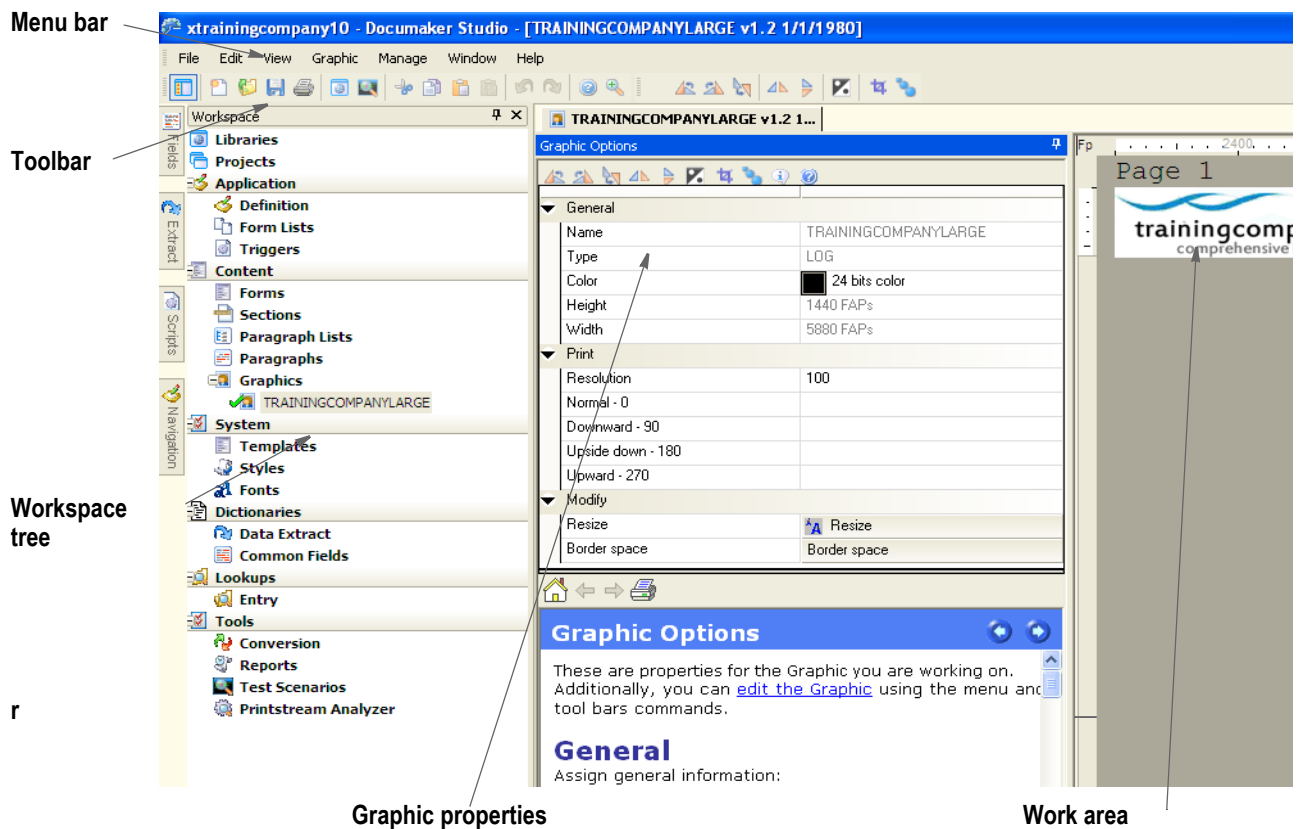 Menu bar
xtrainingcompany10 - Documaker Studio - [TRAININGCOMPANYLARGE v1.2 1/1/1980]
File Edit View Graphic Manage Window Help
Toolbar
Fields
Extract
Scripts
Navigation
Workspace
Libraries
Projects
Application
Definition
Form Lists
Triggers
Content
Forms
Sections
Paragraph Lists
Paragraphs
Graphics
TRAININGCOMPANYLARGE
System
Templates
Styles
Fonts
Dictionaries
Data Extract
Common Fields
Lookups
Entry
Tools
Conversion
Reports
Test Scenarios
Printstream Analyzer
Workspace
tree
r
TRAININGCOMPANYLARGE v1.2 1...
Graphic Options
General
Name TRAININGCOMPANYLARGE
Type LOG
Color 24 bits color
Height 1440 FAPs
Width 5880 FAPs
Print
Resolution 100
Normal - 0
Downward - 90
Upside down - 180
Upward - 270
Modify
Resize Resize
Border space Border space
Graphic Options
These are properties for the Graphic you are working on.
Additionally, you can edit the Graphic using the menu and
tool bars commands.
General
Assign general information:
Fp 2400
Page 1
trainingcomp
comprehensive
Graphic properties
Work area